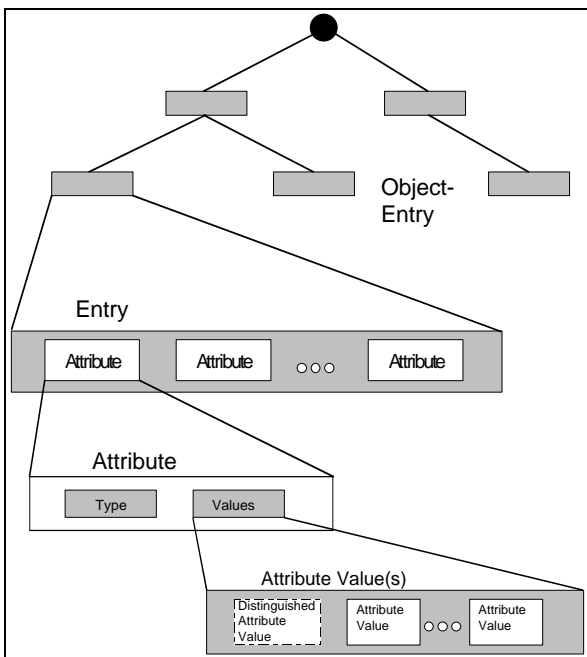 Object-
Entry
Entry
Attribute Attribute Attribute
Attribute
Type Values
Attribute Value(s)
Distinguished
Attribute
Value
Attribute
Value
Attribute
Value